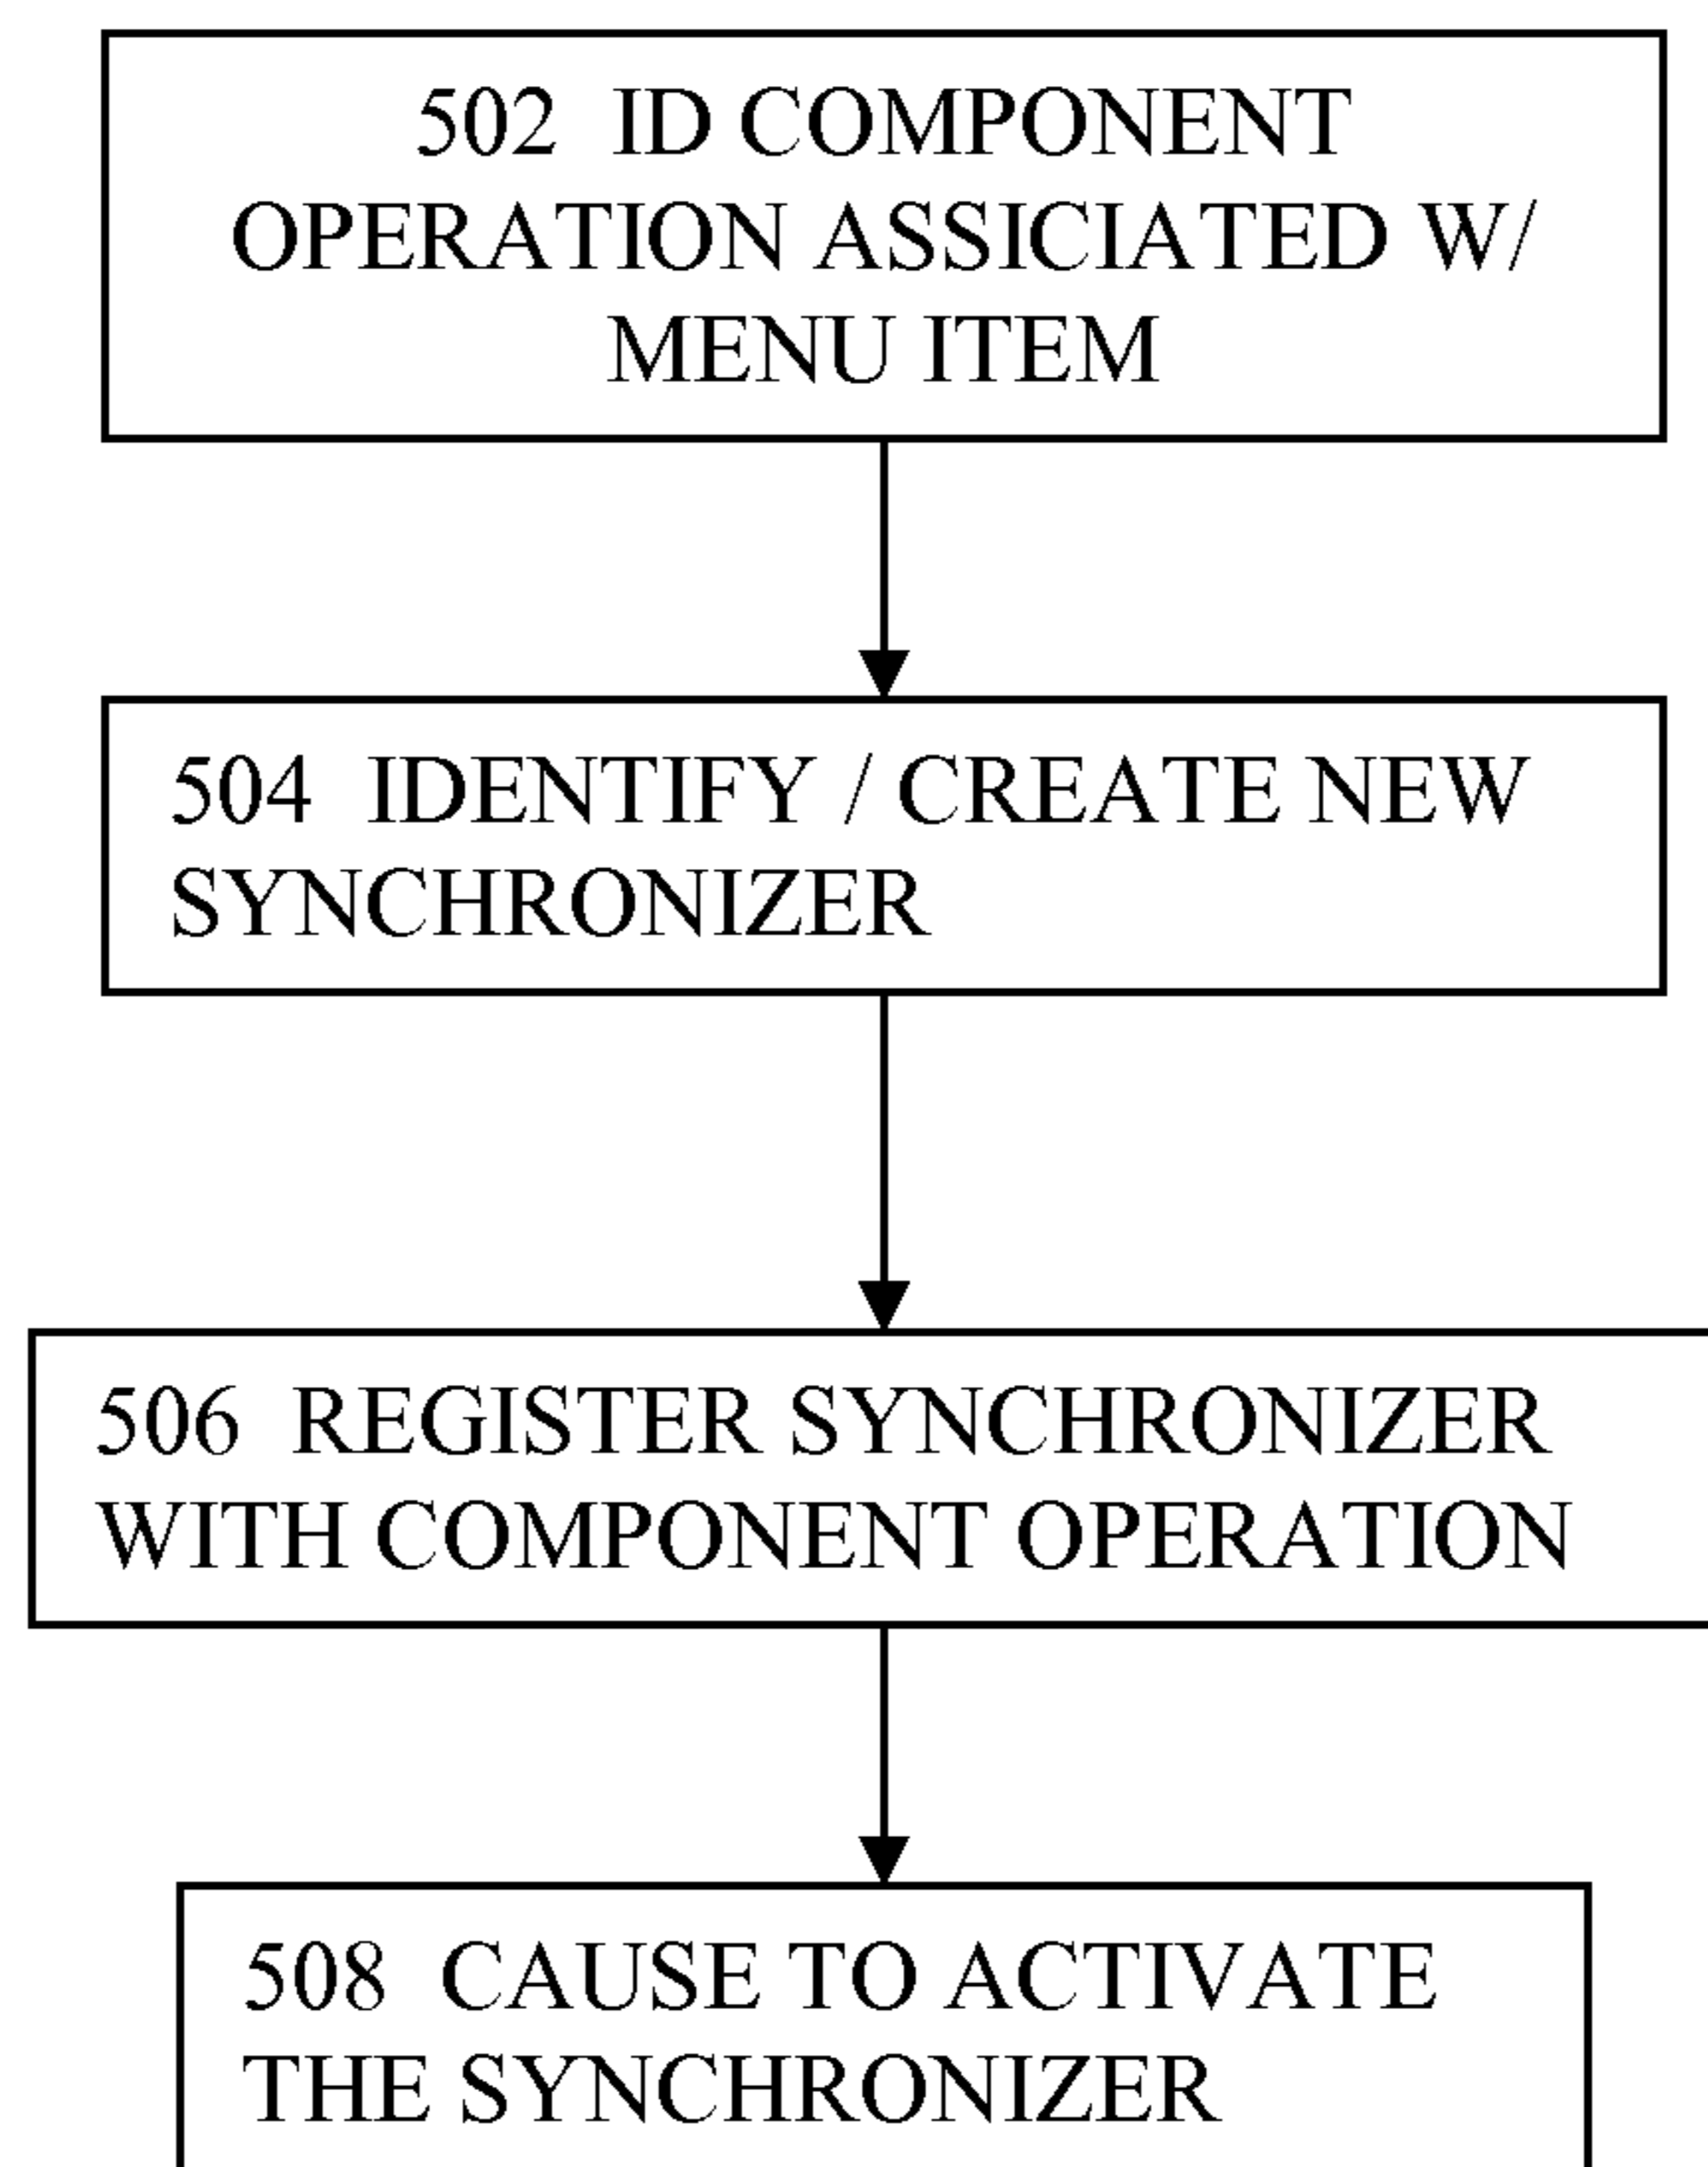 502 ID COMPONENT
OPERATION ASSICIATED W/
MENU ITEM
504 IDENTIFY / CREATE NEW
SYNCHRONIZER
506 REGISTER SYNCHRONIZER
WITH COMPONENT OPERATION
508 CAUSE TO ACTIVATE
THE SYNCHRONIZER